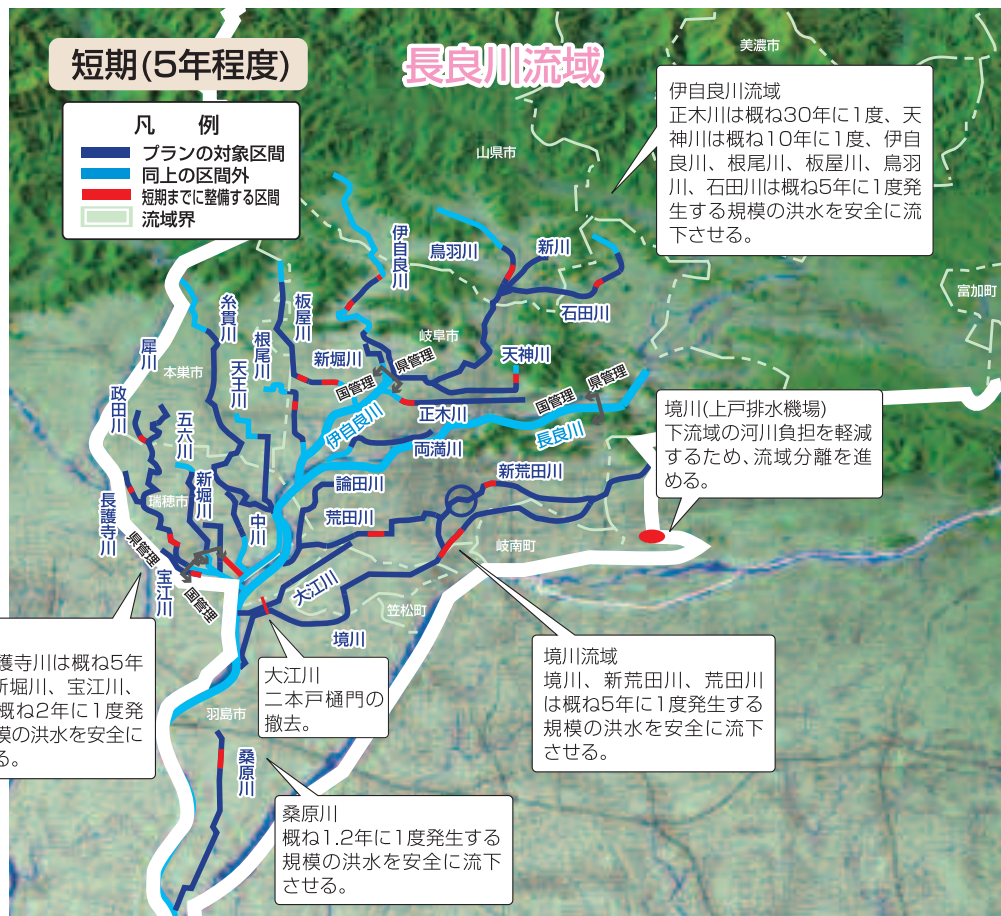 短期(5年程度)
長良川流域
凡 例
プランの対象区間
同上の区間外
短期までに整備する区間
流域界
美濃市
山県市
富加町
岐阜市
本巣市
瑞穂市
岐南町
笠松町
羽島市
伊自良川流域
正木川は概ね30年に1度、天
神川は概ね10年に1度、伊自
良川、根尾川、板屋川、鳥羽
川、石田川は概ね5年に1度発
生する規模の洪水を安全に流
下させる。
伊自良川
鳥羽川
新川
石田川
糸貫川
板屋川
根尾川
天王川
新堀川
天神川
犀川
政田川
五六川
新堀川
長護寺川
宝江川
中川
国管理
県管理
国管理
県管理
県管理
国管理
伊自良川
正木川
長良川
両満川
論田川
新荒田川
荒田川
大江川
境川
桑原川
境川(上戸排水機場)
下流域の河川負担を軽減
するため、流域分離を進
める。
護寺川は概ね5年
新堀川、宝江川、
概ね2年に1度発
模の洪水を安全に
る。
大江川
二本戸樋門の
撤去。
境川流域
境川、新荒田川、荒田川
は概ね5年に1度発生する
規模の洪水を安全に流下
させる。
桑原川
概ね1.2年に1度発生する
規模の洪水を安全に流下
させる。